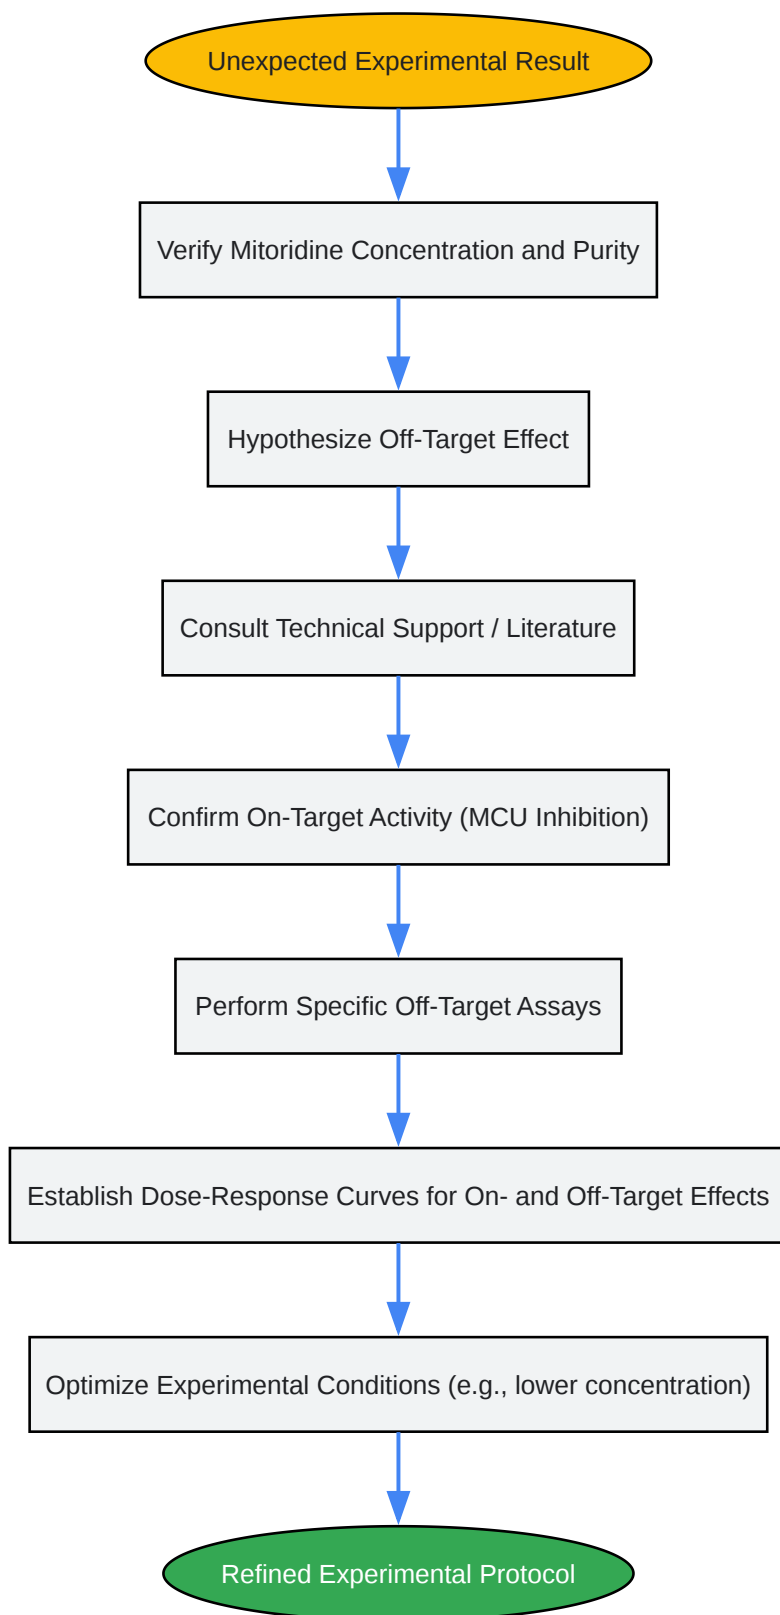 Unexpected Experimental Result
Verify Mitoridine Concentration and Purity
Hypothesize Off-Target Effect
Consult Technical Support / Literature
Confirm On-Target Activity (MCU Inhibition)
Perform Specific Off-Target Assays
Establish Dose-Response Curves for On- and Off-Target Effects
Optimize Experimental Conditions (e.g., lower concentration)
Refined Experimental Protocol